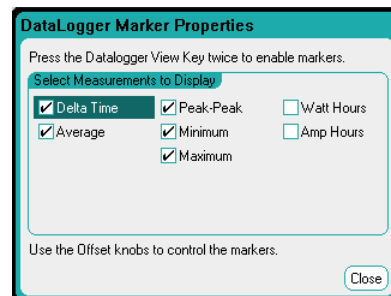 DataLogger Marker Properties
Press the Datalogger View Key twice to enable markers.
Select Measurements to Display
Delta Time Peak-Peak Watt Hours
Average Minimum Amp Hours
Maximum
Use the Offset knobs to control the markers.
Close